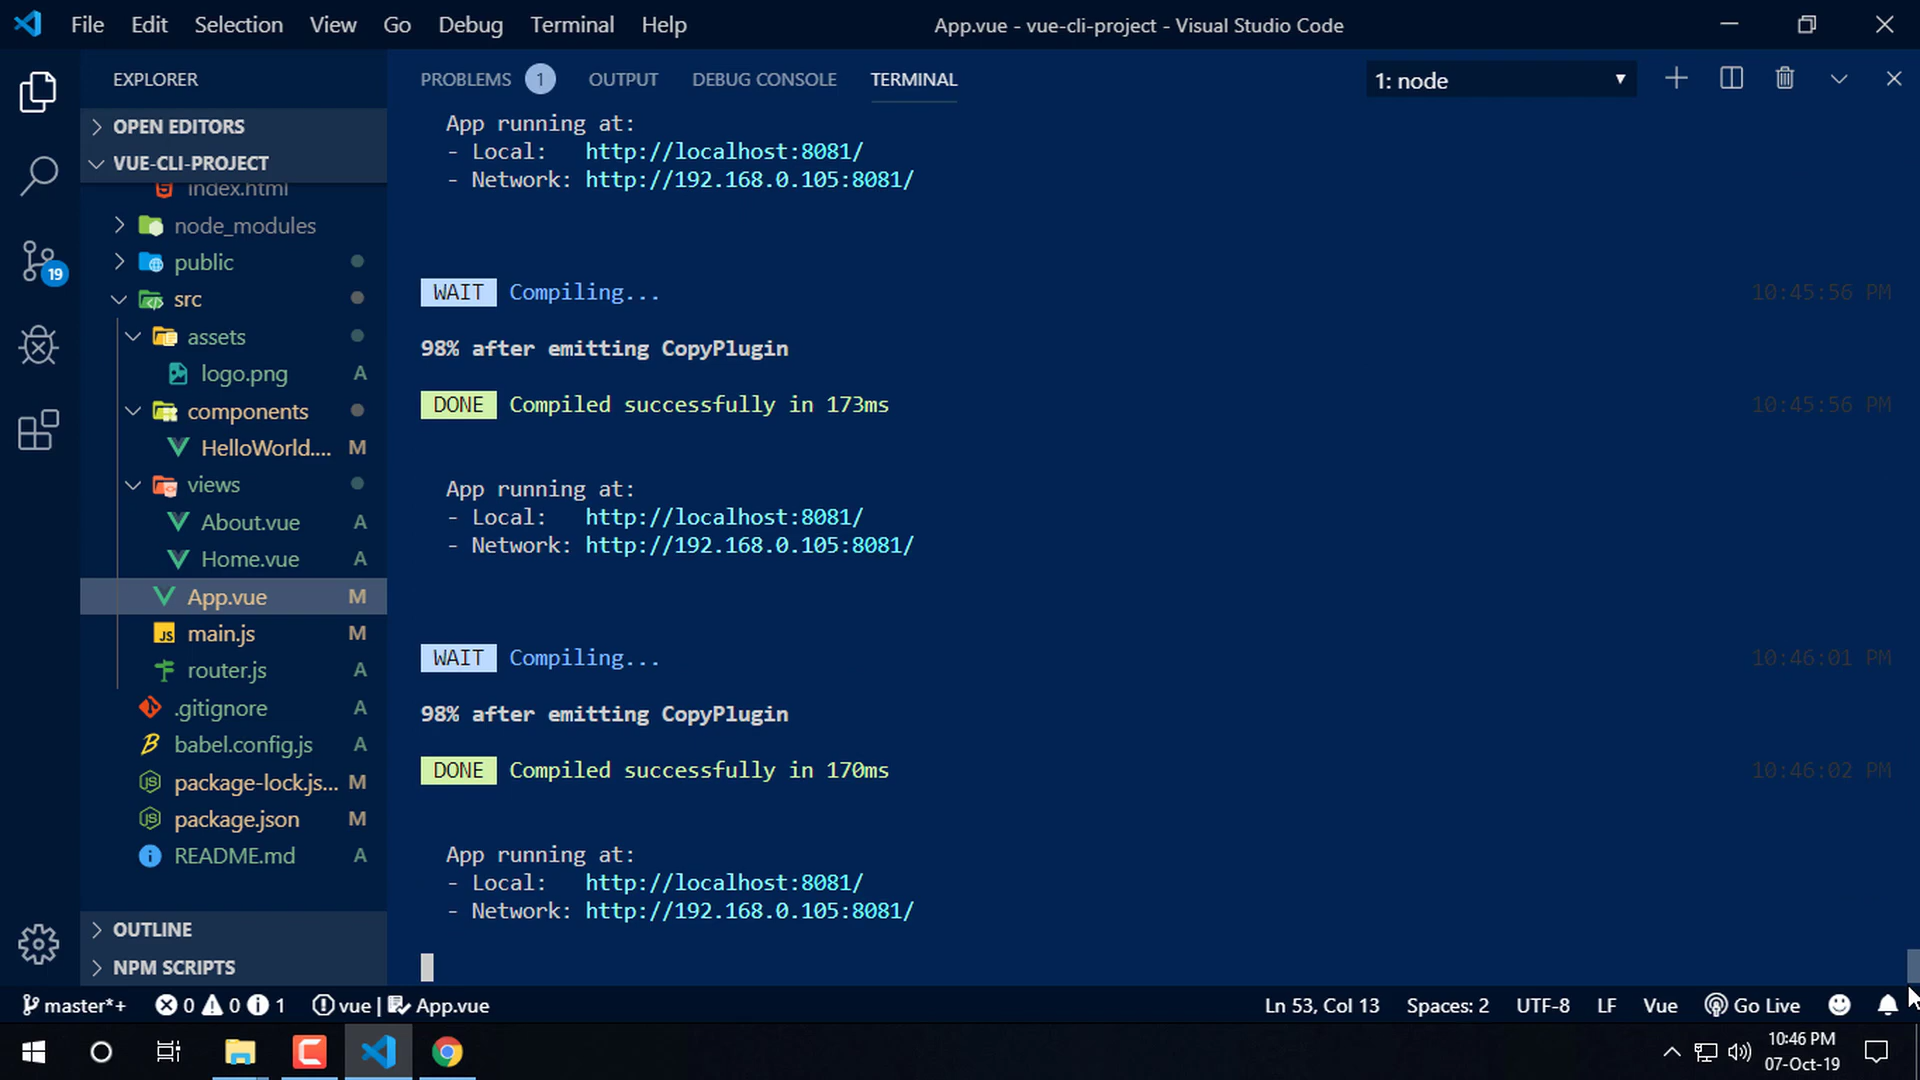 File Edit Selection View Go Debug Terminal Help
App.vue - vue-cli-project - Visual Studio Code
EXPLORER
OPEN EDITORS
VUE-CLI-PROJECT
index.html
node_modules
public
src
assets
logo.png A
components
HelloWorld.... M
views
About.vue A
Home.vue A
App.vue M
JS main.js M
router.js A
.gitignore A
babel.config.js A
package-lock.js... M
package.json M
README.md A
OUTLINE
NPM SCRIPTS
19
PROBLEMS 1 OUTPUT DEBUG CONSOLE TERMINAL
1: node
App running at:
- Local: http://localhost:8081/
- Network: http://192.168.0.105:8081/
WAIT Compiling... 10:45:56 PM
98% after emitting CopyPlugin
DONE Compiled successfully in 173ms 10:45:56 PM
App running at:
- Local: http://localhost:8081/
- Network: http://192.168.0.105:8081/
WAIT Compiling... 10:46:01 PM
98% after emitting CopyPlugin
DONE Compiled successfully in 170ms 10:46:02 PM
App running at:
- Local: http://localhost:8081/
- Network: http://192.168.0.105:8081/
master*+ 0 0 1 vue | App.vue Ln 53, Col 13 Spaces: 2 UTF-8 LF Vue Go Live
10:46 PM
07-Oct-19